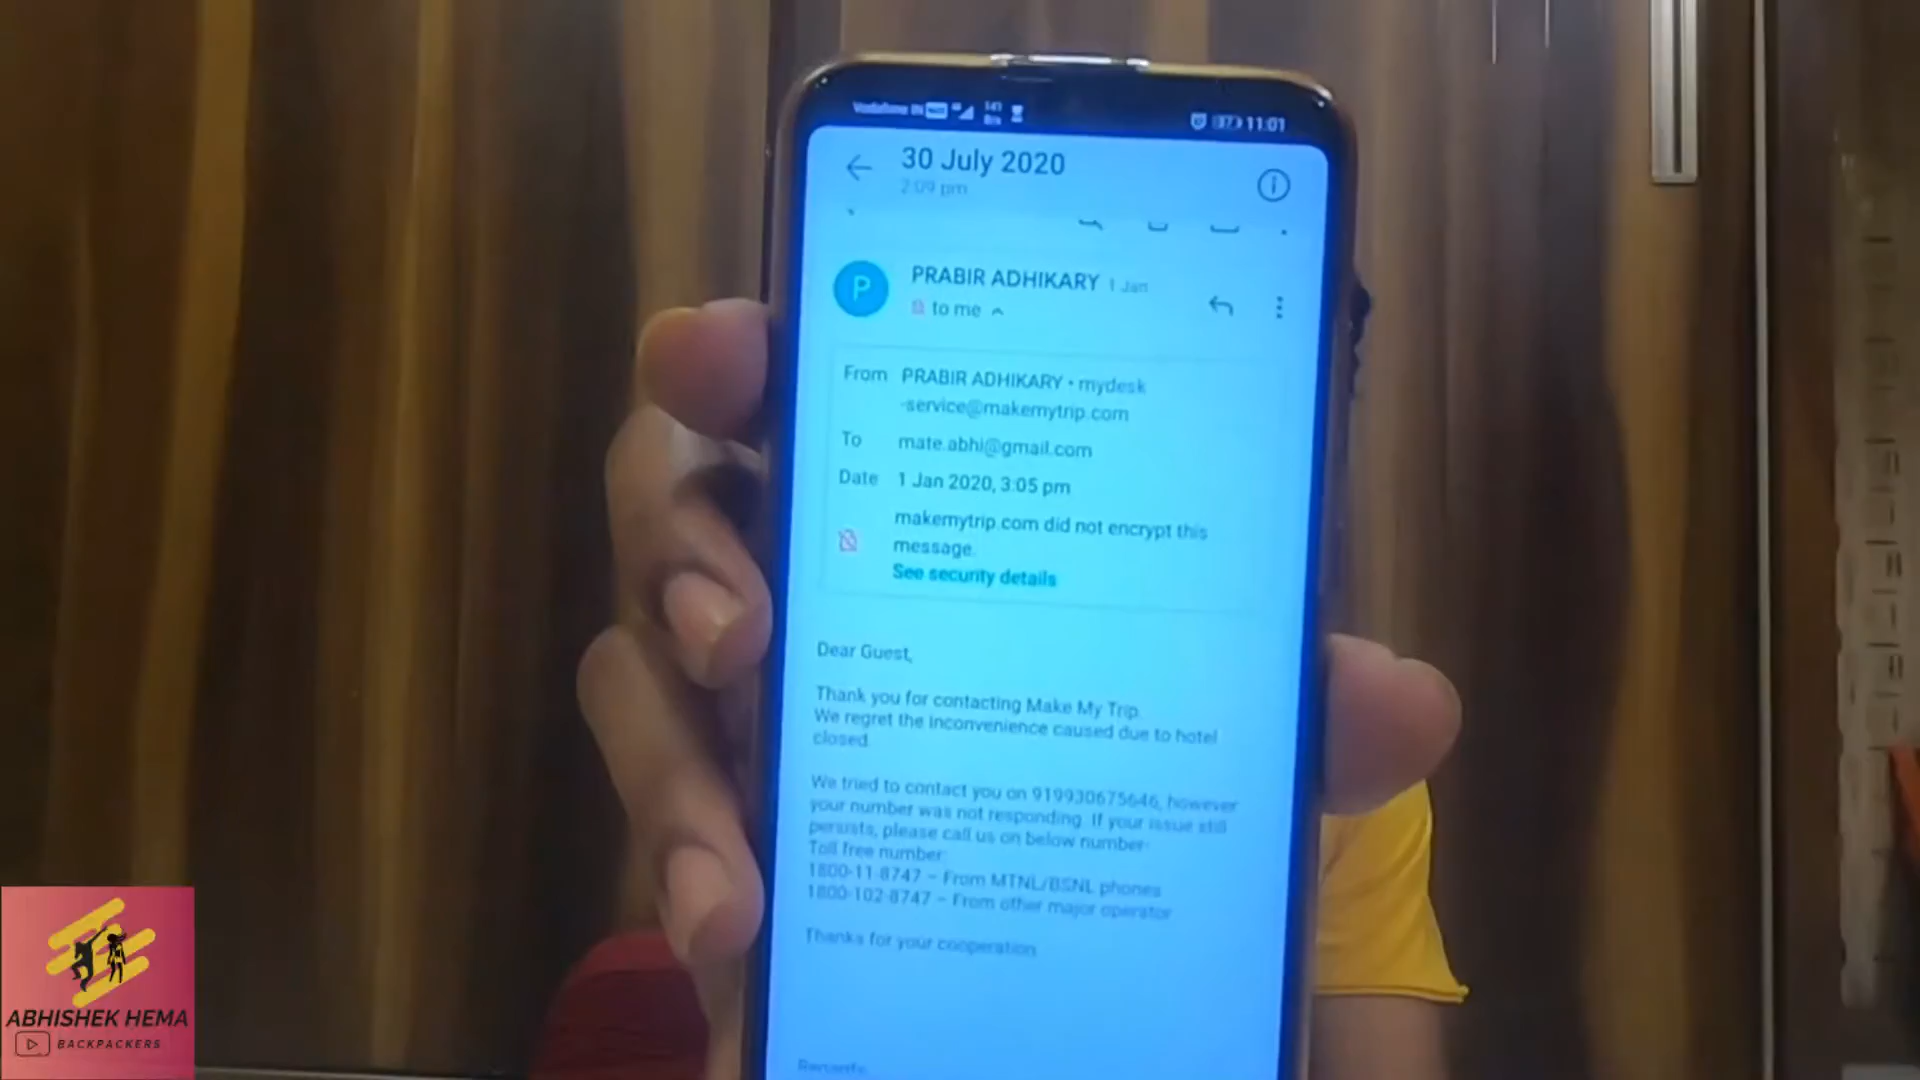 Vodafone IN
11:01
30 July 2020
2:09 pm
P
PRABIR ADHIKARY 1 Jan
to me
From PRABIR ADHIKARY • mydesk
-service@makemytrip.com
To mate.abhi@gmail.com
Date 1 Jan 2020, 3:05 pm
makemytrip.com did not encrypt this
message.
See security details
Dear Guest,
Thank you for contacting Make My Trip.
We regret the inconvenience caused due to hotel
closed.
We tried to contact you on 919930675646, however
your number was not responding. If your issue still
persists, please call us on below number-
Toll free number:
1800-11-8747 – From MTNL/BSNL phones
1800-102-8747 – From other major operator
Thanks for your cooperation
ABHISHEK HEMA
BACKPACKERS